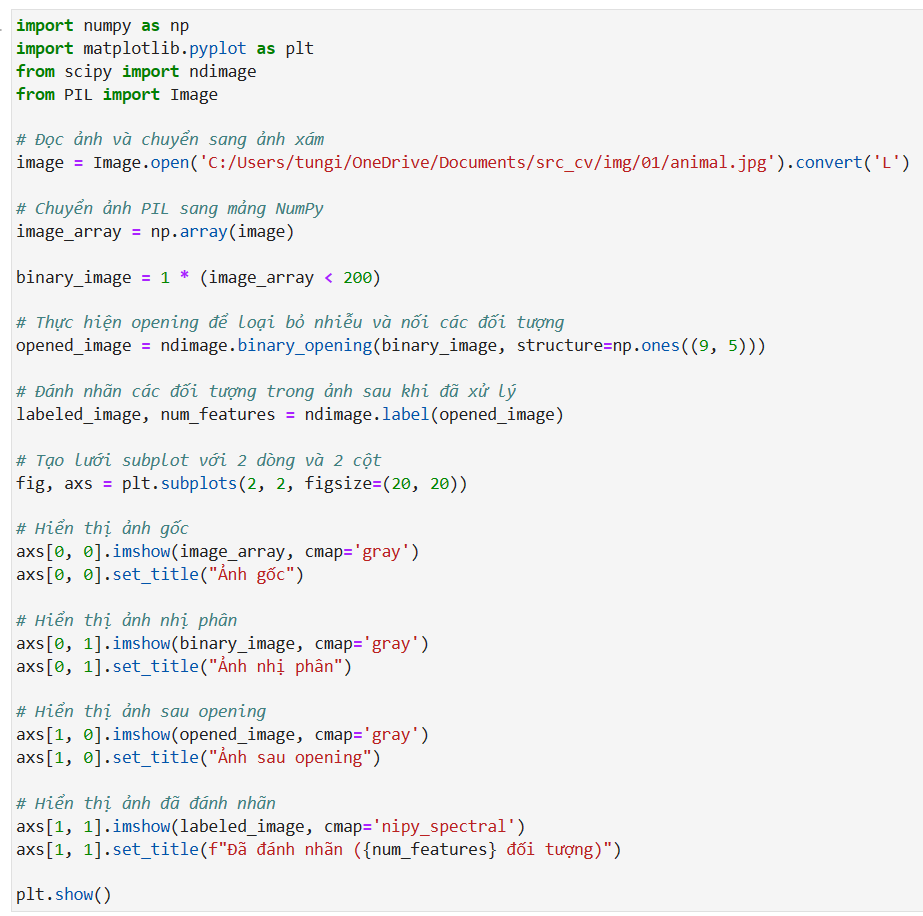 import numpy as np
import matplotlib.pyplot as plt
from scipy import ndimage
from PIL import Image
# Đọc ảnh và chuyển sang ảnh xám
image = Image.open('C:/Users/tungi/OneDrive/Documents/src_cv/img/01/animal.jpg').convert('L')
# Chuyển ảnh PIL sang mảng NumPy
image_array = np.array(image)
binary_image = 1 * (image_array < 200)
# Thực hiện opening để loại bỏ nhiễu và nối các đối tượng
opened_image = ndimage.binary_opening(binary_image, structure=np.ones((9, 5)))
# Đánh nhãn các đối tượng trong ảnh sau khi đã xử lý
labeled_image, num_features = ndimage.label(opened_image)
# Tạo lưới subplot với 2 dòng và 2 cột
fig, axs = plt.subplots(2, 2, figsize=(20, 20))
# Hiển thị ảnh gốc
axs[0, 0].imshow(image_array, cmap='gray')
axs[0, 0].set_title("Ảnh gốc")
# Hiển thị ảnh nhị phân
axs[0, 1].imshow(binary_image, cmap='gray')
axs[0, 1].set_title("Ảnh nhị phân")
# Hiển thị ảnh sau opening
axs[1, 0].imshow(opened_image, cmap='gray')
axs[1, 0].set_title("Ảnh sau opening")
# Hiển thị ảnh đã đánh nhãn
axs[1, 1].imshow(labeled_image, cmap='nipy_spectral')
axs[1, 1].set_title(f"Đã đánh nhãn ({num_features} đối tượng)")
plt.show()